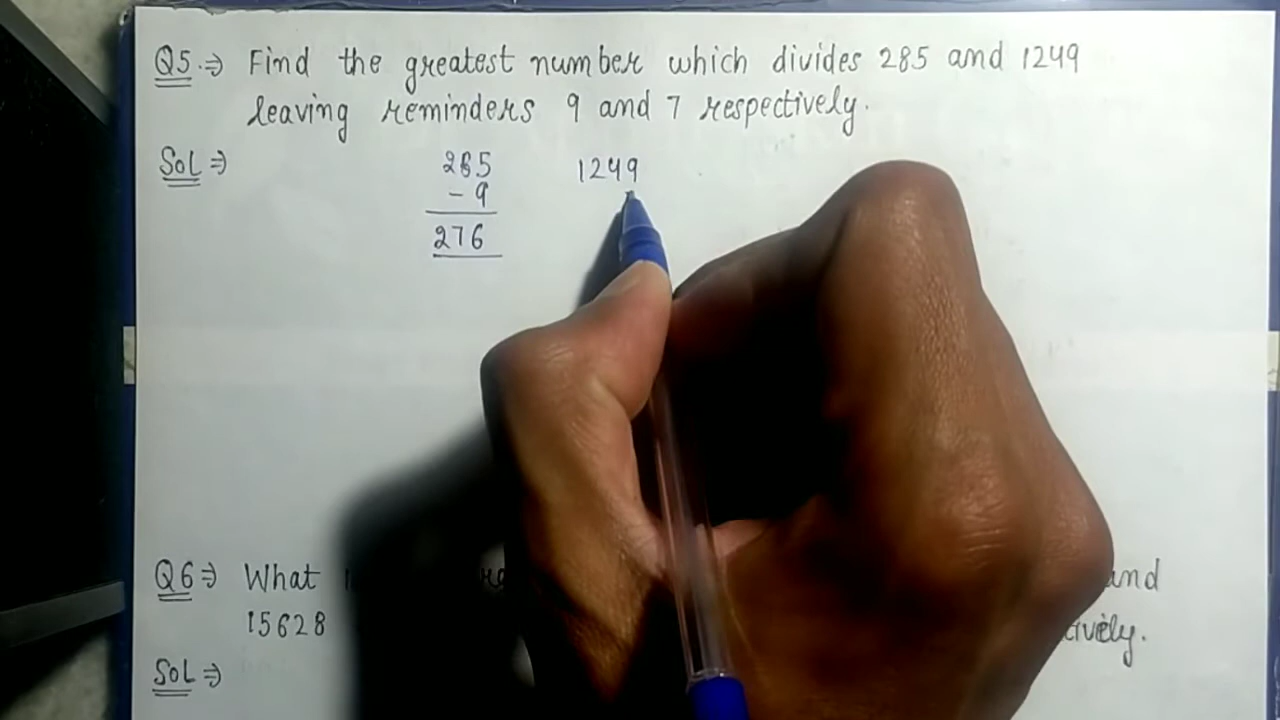 Q5.⇒ Find the greatest number which divides 285 and 1249
leaving reminders 9 and 7 respectively.
SoL ⇒ 285 1249
- 9
276
Q6 ⇒ What and
15628
SoL ⇒